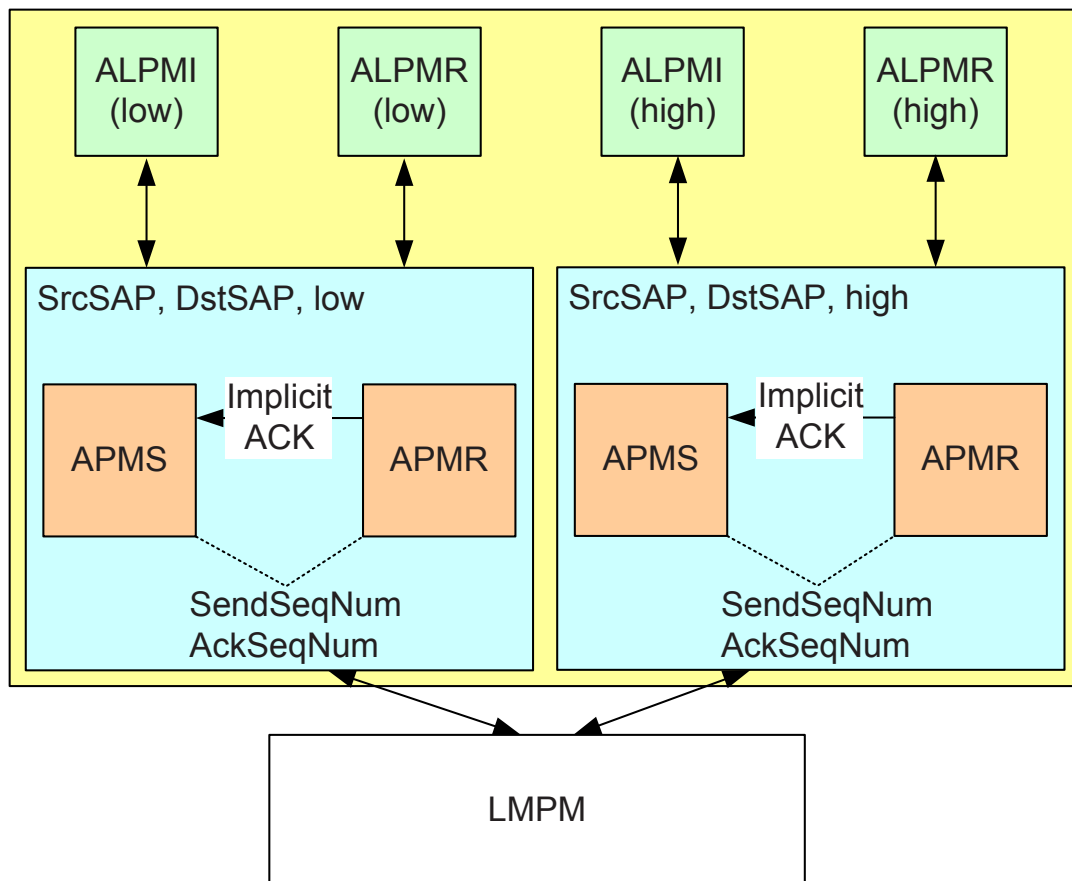 ALPMI
(low)
ALPMR
(low)
ALPMI
(high)
ALPMR
(high)
SrcSAP, DstSAP, low
SrcSAP, DstSAP, high
APMS
Implicit
ACK
APMR
APMS
Implicit
ACK
APMR
SendSeqNum
AckSeqNum
SendSeqNum
AckSeqNum
LMPM